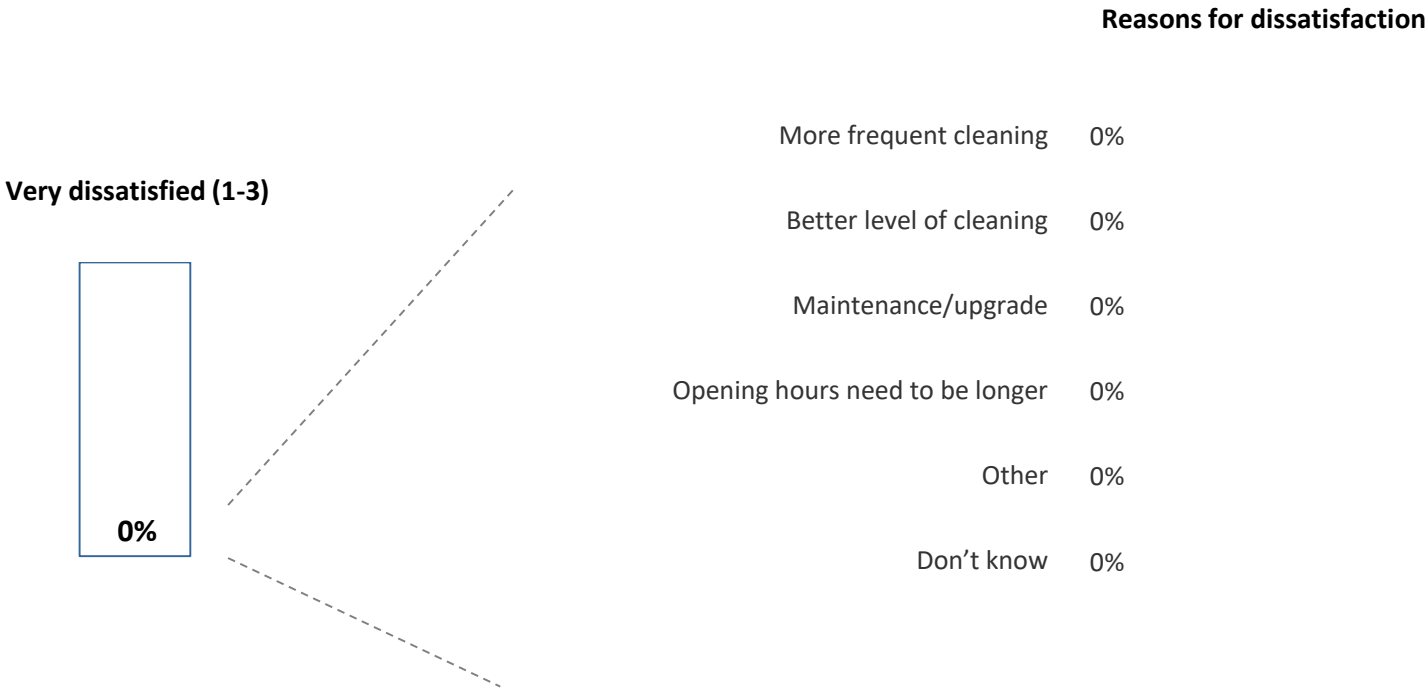 Reasons for dissatisfaction
More frequent cleaning 0%
Very dissatisfied (1-3)
Better level of cleaning 0%
Maintenance/upgrade 0%
Opening hours need to be longer 0%
Other 0%
0%
Don’t know 0%